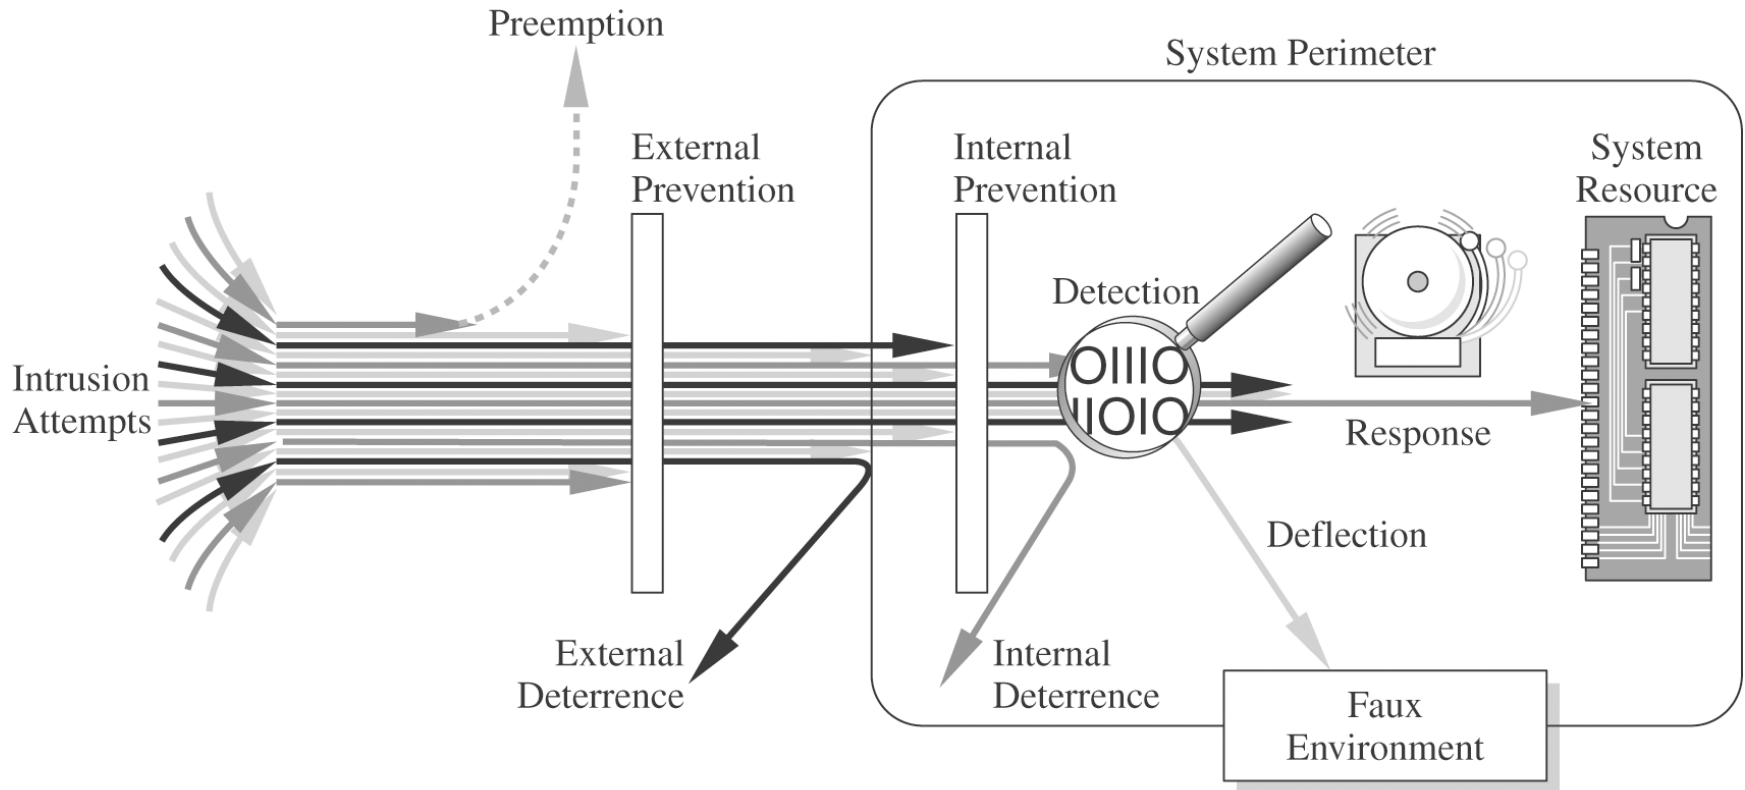 Preemption
System Perimeter
External
Prevention
Internal
Prevention
System
Resource
Detection
OIIIO
IIOIO
Intrusion
Attempts
Response
Deflection
External
Deterrence
Internal
Deterrence
Faux
Environment